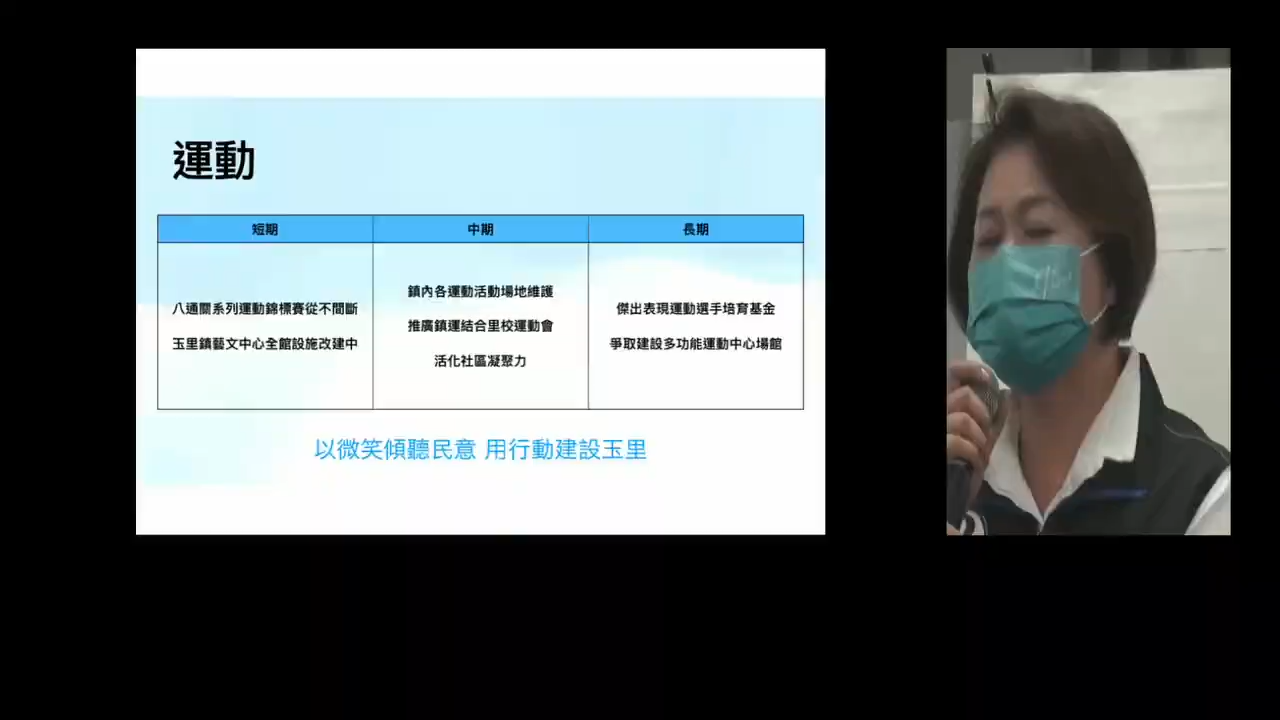 運動
短期
中期
長期
八通關系列運動錦標賽從不間斷
玉里鎮藝文中心全館設施改建中
鎮內各運動活動場地維護
推廣鎮運結合里校運動會
活化社區凝聚力
傑出表現運動選手培育基金
爭取建設多功能運動中心場館
以微笑傾聽民意 用行動建設玉里